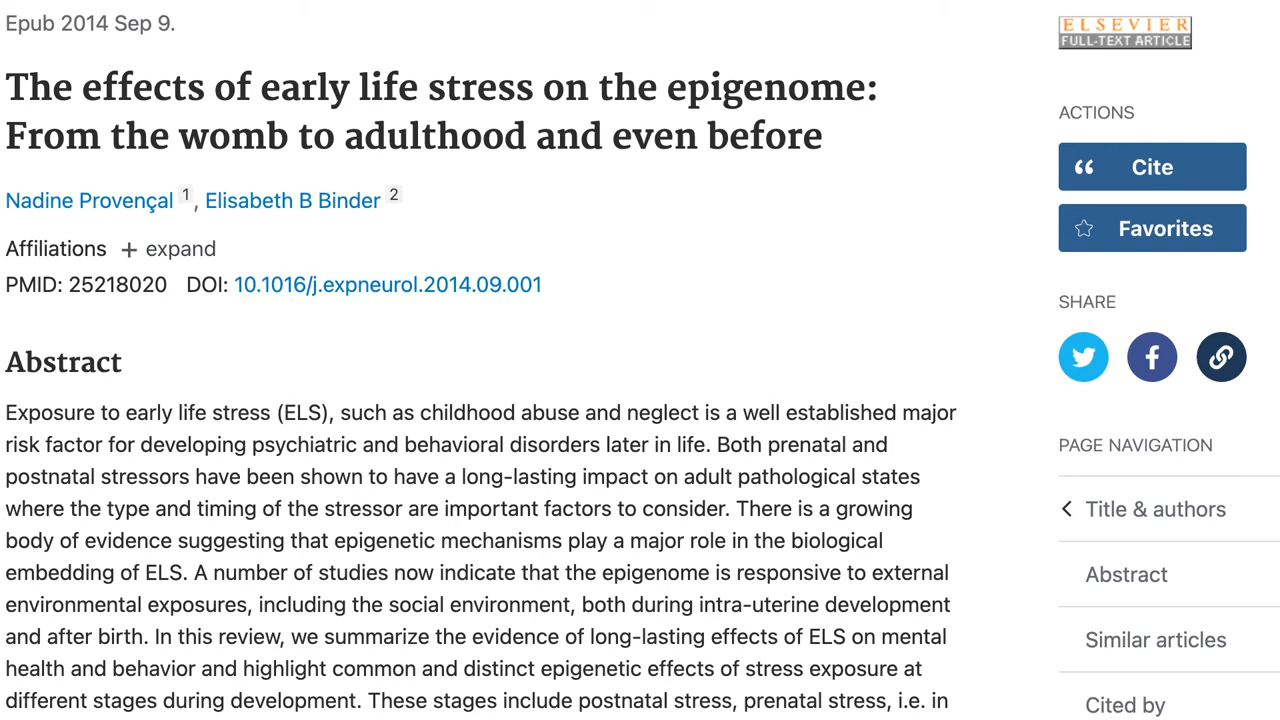 Epub 2014 Sep 9.
The effects of early life stress on the epigenome:
From the womb to adulthood and even before
Nadine Provençal 1, Elisabeth B Binder 2
Affiliations + expand
PMID: 25218020 DOI: 10.1016/j.expneurol.2014.09.001
Abstract
Exposure to early life stress (ELS), such as childhood abuse and neglect is a well established major
risk factor for developing psychiatric and behavioral disorders later in life. Both prenatal and
postnatal stressors have been shown to have a long-lasting impact on adult pathological states
where the type and timing of the stressor are important factors to consider. There is a growing
body of evidence suggesting that epigenetic mechanisms play a major role in the biological
embedding of ELS. A number of studies now indicate that the epigenome is responsive to external
environmental exposures, including the social environment, both during intra-uterine development
and after birth. In this review, we summarize the evidence of long-lasting effects of ELS on mental
health and behavior and highlight common and distinct epigenetic effects of stress exposure at
different stages during development. These stages include postnatal stress, prenatal stress, i.e. in
ELSEVIER
FULL-TEXT ARTICLE
ACTIONS
Cite
Favorites
SHARE
PAGE NAVIGATION
Title & authors
Abstract
Similar articles
Cited by